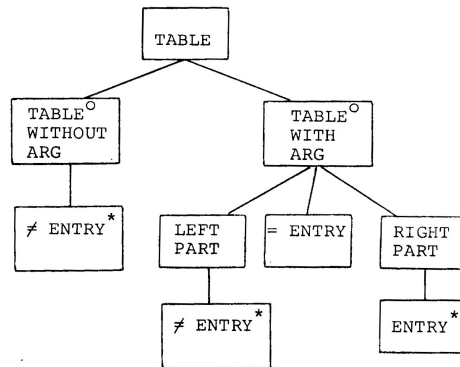 TABLE
TABLE○
WITHOUT
ARG
TABLE○
WITH
ARG
≠ ENTRY*
LEFT
PART
= ENTRY
RIGHT
PART
≠ ENTRY*
ENTRY*